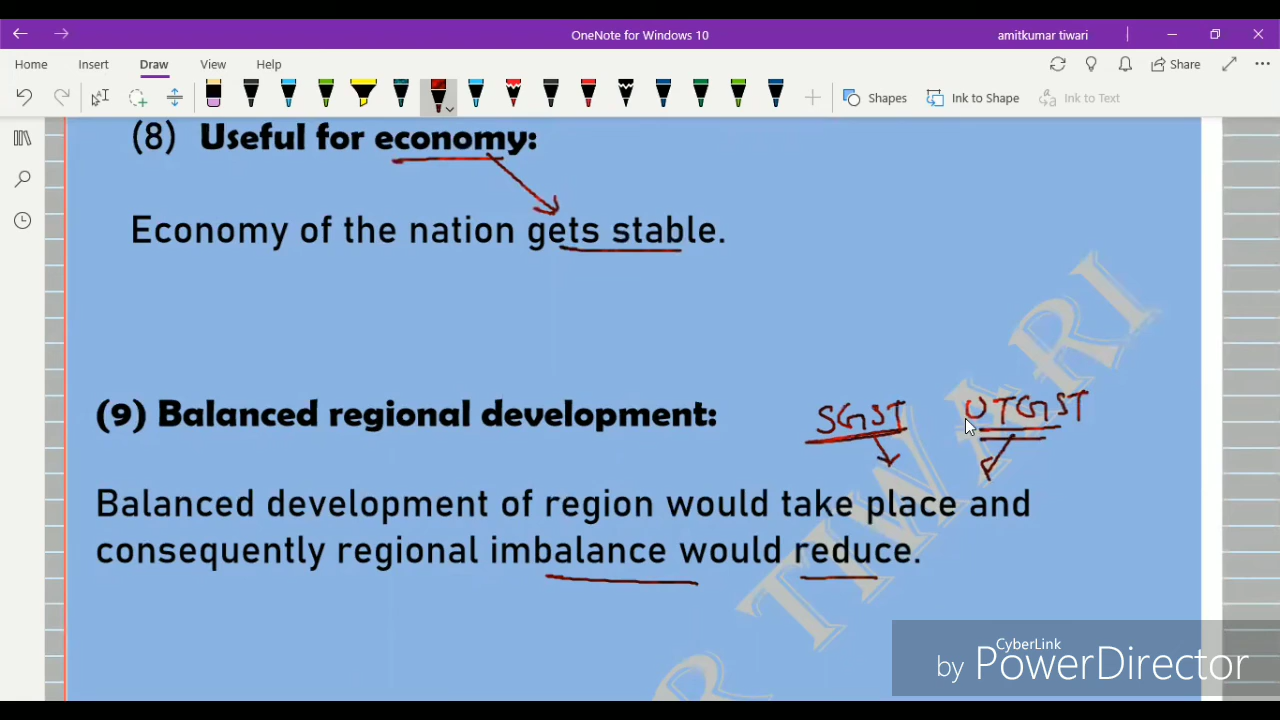 OneNote for Windows 10
amitkumar tiwari
Home Insert Draw View Help
Share
Shapes Ink to Shape Ink to Text
(8) Useful for economy:
Economy of the nation gets stable.
(9) Balanced regional development:
SGST UTGST
Balanced development of region would take place and
consequently regional imbalance would reduce.
TIWARI
CyberLink
by PowerDirector